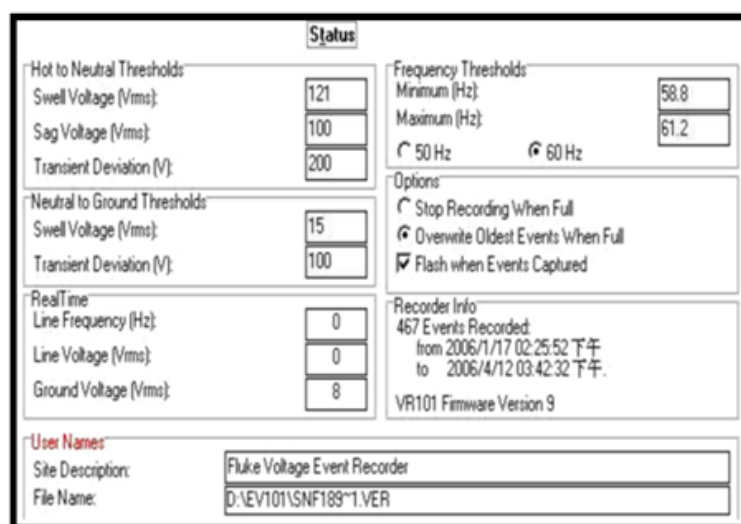 Status
Hot to Neutral Thresholds
Swell Voltage (Vrms): 121
Sag Voltage (Vrms): 100
Transient Deviation (V): 200
Neutral to Ground Thresholds
Swell Voltage (Vrms): 15
Transient Deviation (V): 100
RealTime
Line Frequency (Hz): 0
Line Voltage (Vrms): 0
Ground Voltage (Vrms): 8
Frequency Thresholds
Minimum (Hz): 58.8
Maximum (Hz): 61.2
50 Hz 60 Hz
Options
Stop Recording When Full
Overwrite Oldest Events When Full
Flash when Events Captured
Recorder Info
467 Events Recorded:
from 2006/1/17 02:25:52 下午
to 2006/4/12 03:42:32 下午.
VR101 Firmware Version 9
User Names
Site Description: Fluke Voltage Event Recorder
File Name: D:\EV101\SNF189~1.VER